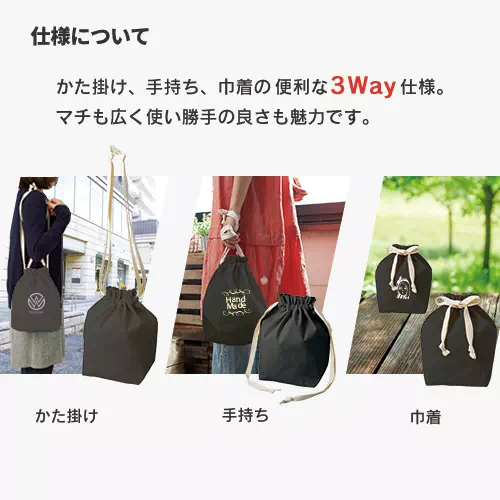 仕様について
かた掛け、手持ち、巾着の便利な3Way仕様。
マチも広く使い勝手の良さも魅力です。
W
Hand
Made
かた掛け
手持ち
巾着